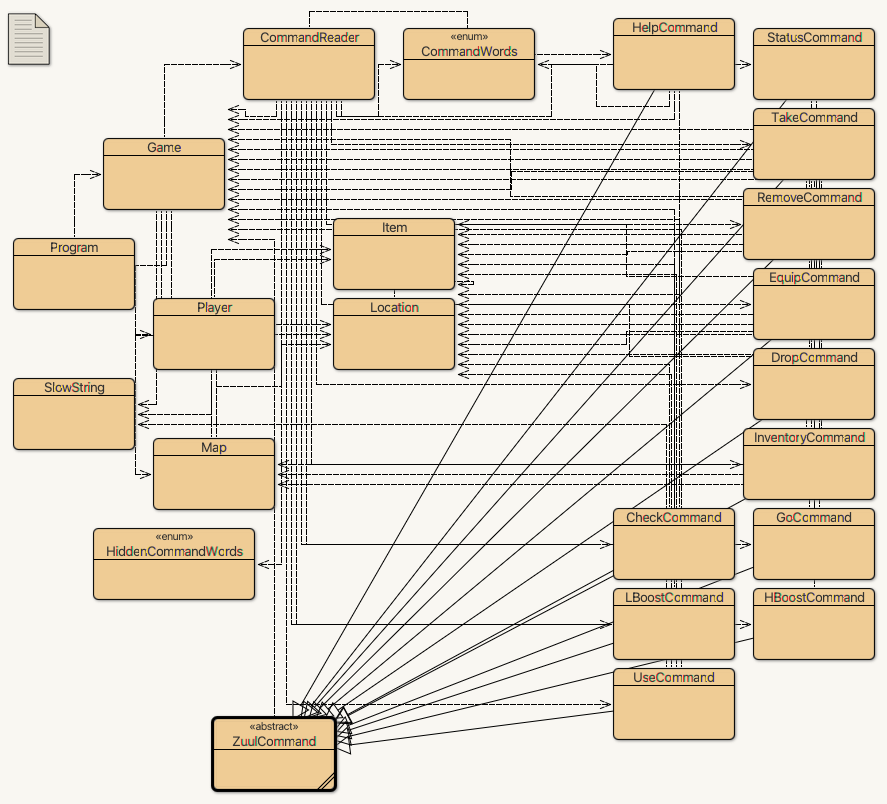 CommandReader
«enum»
CommandWords
HelpCommand
StatusCommand
TakeCommand
Game
RemoveCommand
Item
Program
EquipCommand
Player
Location
DropCommand
SlowString
InventoryCommand
Map
CheckCommand
GoCommand
«enum»
HiddenCommandWords
LBoostCommand
HBoostCommand
UseCommand
«abstract»
ZuulCommand